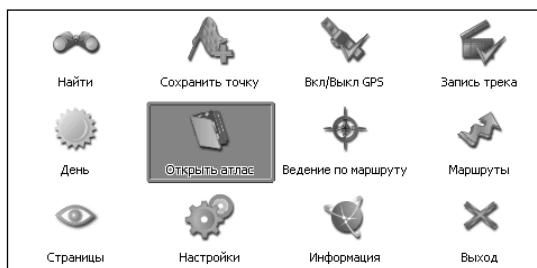 Найти
Сохранить точку
Вкл/Выкл GPS
Запись трека
День
Открыть атлас
Ведение по маршруту
Маршруты
Страницы
Настройки
Информация
Выход